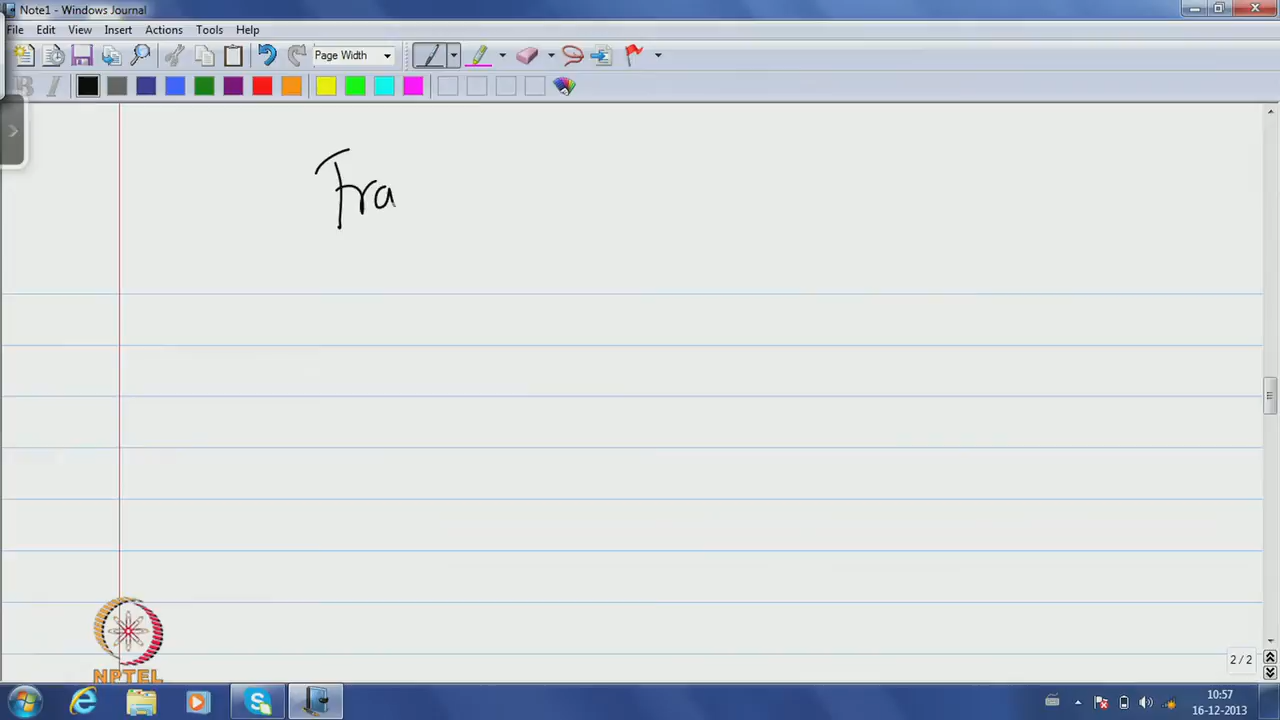 Note1 - Windows Journal
File Edit View Insert Actions Tools Help
Page Width
B I
Fra
NPTEL
2 / 2
10:57
16-12-2013